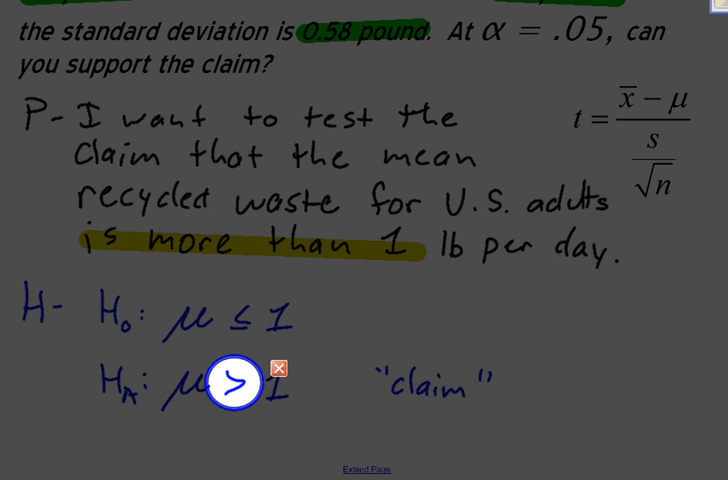 the standard deviation is 0.58 pound. At α = .05, can
you support the claim?
P- I want to test the
claim that the mean
recycled waste for U.S. adults
is more than 1 lb per day.
t = (x̄ − μ) / (s / √n)
H- H₀: μ ≤ 1
Hₐ: μ > 1 "claim"
Extend Page